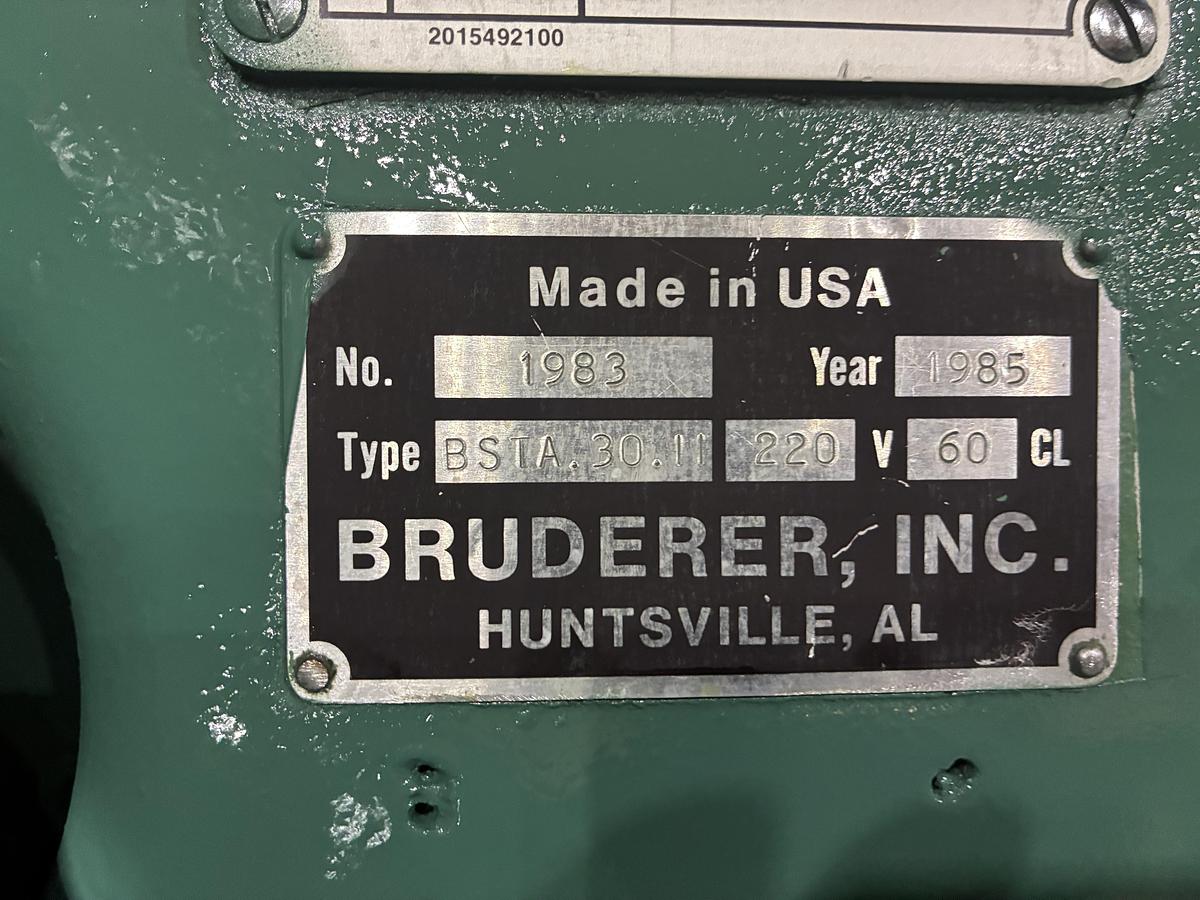 2015492100
Made in USA
No. 1983 Year 1985
Type BSTA.30.11 220 V 60 CL
BRUDERER, INC.
HUNTSVILLE, AL